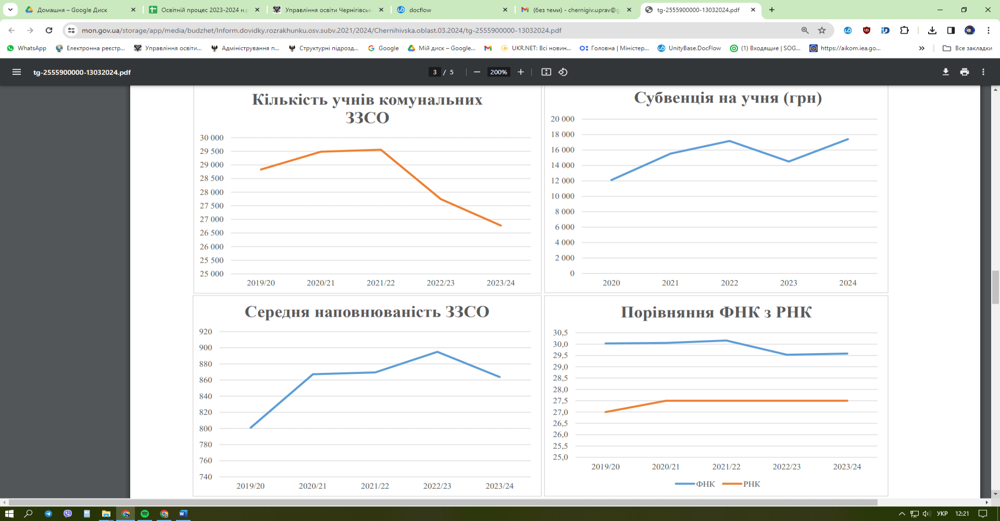 Домашня – Google Диск
Освітній процес 2023-2024 н.р
Управління освіти Чернігівськ
docflow
(без теми) - chernigiv.uprav@g
tg-2555900000-13032024.pdf
mon.gov.ua/storage/app/media/budzhet/Inform.dovidky.rozrakhunku.osv.subv.2021/2024/Chernihivska.oblast.03.2024/tg-2555900000-13032024.pdf
WhatsApp
Електронна реєстр...
Управління освіти...
Адміністрування п...
Структурні підрозд...
Google
Мій диск – Google...
UKR.NET: Всі новин...
Головна | Міністер...
UnityBase.DocFlow
(1) Входящие | SOG...
https://aikom.iea.go...
Все закладки
tg-2555900000-13032024.pdf
3 / 5
200%
Кількість учнів комунальних
ЗЗСО
30 000
29 500
29 000
28 500
28 000
27 500
27 000
26 500
26 000
25 500
25 000
2019/20 2020/21 2021/22 2022/23 2023/24
Субвенція на учня (грн)
20 000
18 000
16 000
14 000
12 000
10 000
8 000
6 000
4 000
2 000
0
2020 2021 2022 2023 2024
Середня наповнюваність ЗЗСО
920
900
880
860
840
820
800
780
760
740
2019/20 2020/21 2021/22 2022/23 2023/24
Порівняння ФНК з РНК
30,5
30,0
29,5
29,0
28,5
28,0
27,5
27,0
26,5
26,0
25,5
25,0
2019/20 2020/21 2021/22 2022/23 2023/24
ФНК РНК
УКР
12:21